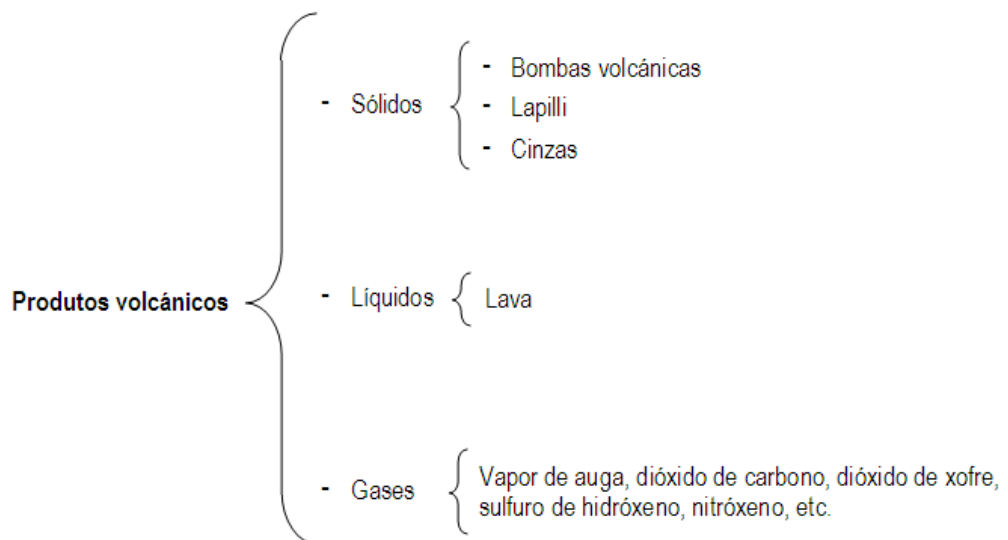 Produtos volcánicos
- Sólidos
- Bombas volcánicas
- Lapilli
- Cinzas
- Líquidos
Lava
- Gases
Vapor de auga, dióxido de carbono, dióxido de xofre,
sulfuro de hidróxeno, nitróxeno, etc.